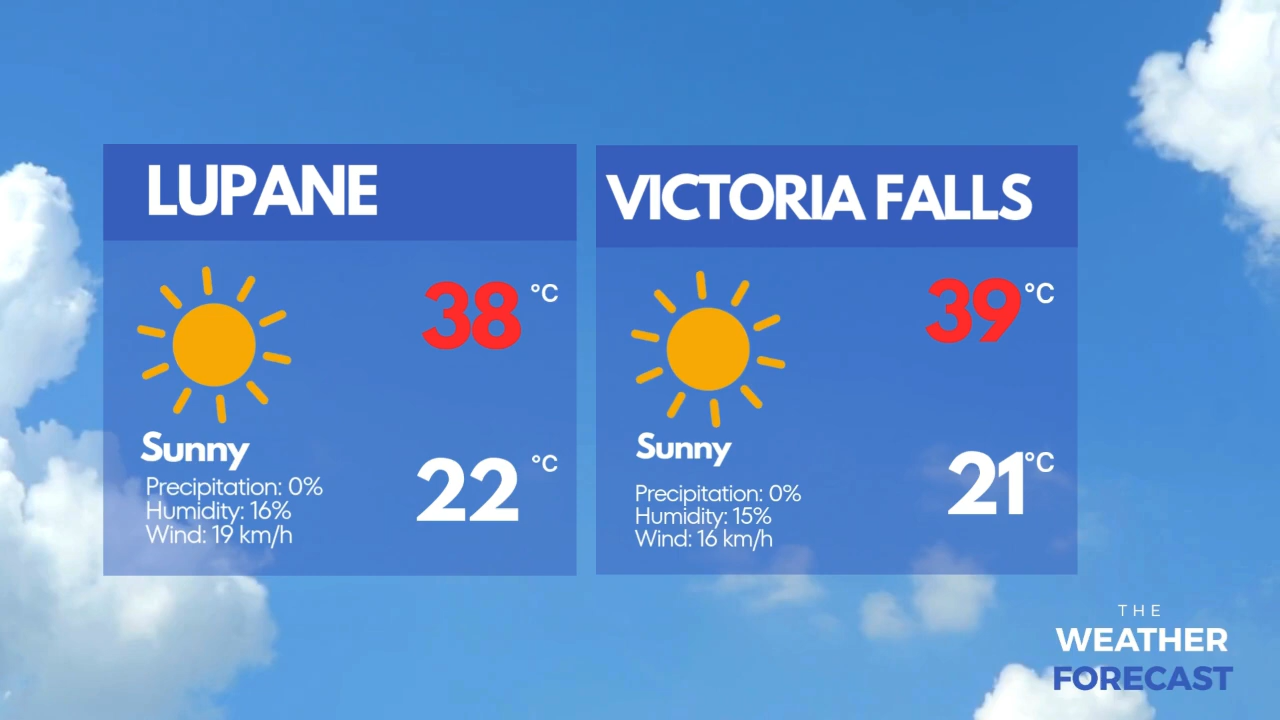 LUPANE
38 °C
Sunny
22 °C
Precipitation: 0%
Humidity: 16%
Wind: 19 km/h
VICTORIA FALLS
39 °C
Sunny
21 °C
Precipitation: 0%
Humidity: 15%
Wind: 16 km/h
THE
WEATHER
FORECAST